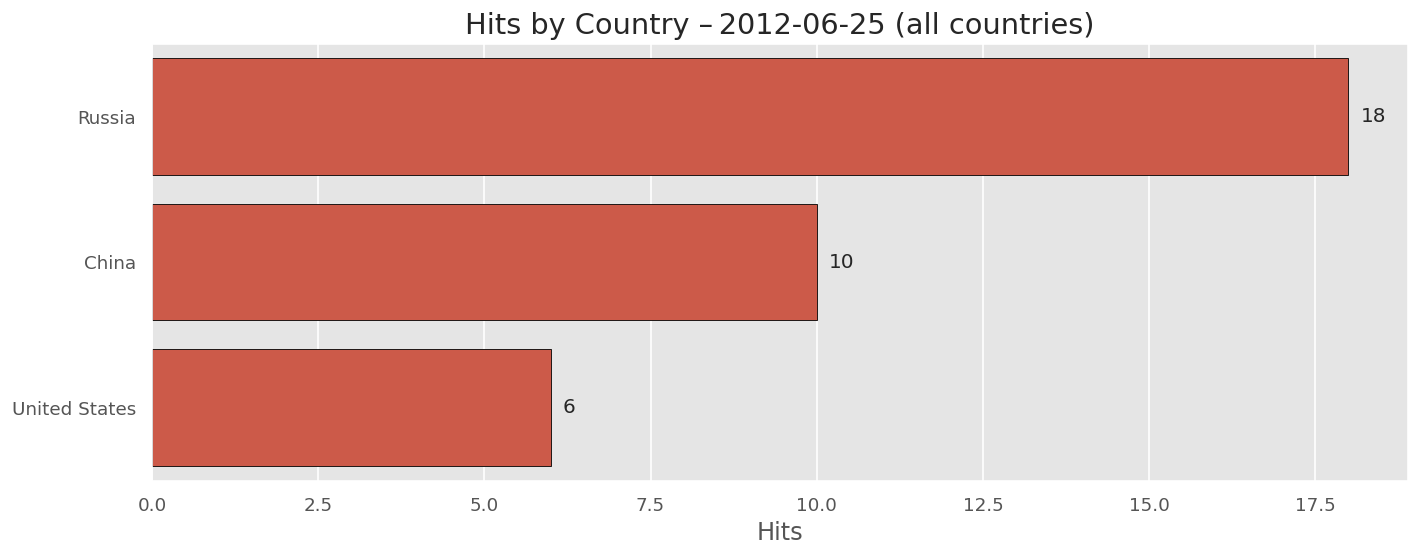 Hits by Country – 2012-06-25 (all countries)
Russia
18
China
10
United States
6
0.0 2.5 5.0 7.5 10.0 12.5 15.0 17.5
Hits